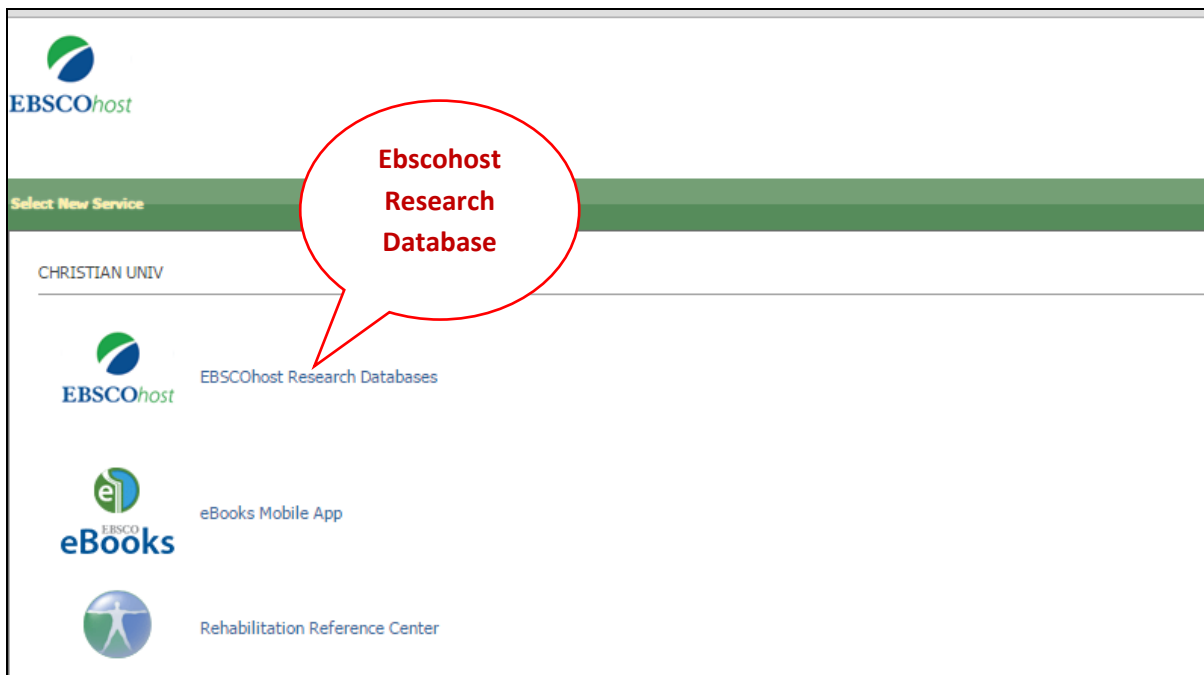 EBSCOhost
Ebscohost
Research
Database
Select New Service
CHRISTIAN UNIV
EBSCOhost
EBSCOhost Research Databases
e
EBSCO
eBooks
eBooks Mobile App
Rehabilitation Reference Center